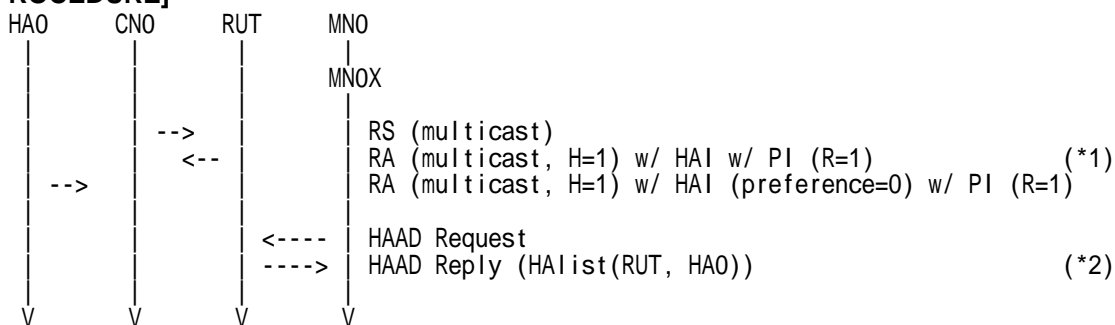 ROCEDURE]
HA0 CN0 RUT MN0
MN0X
--> RS (multicast)
<-- RA (multicast, H=1) w/ HAI w/ PI (R=1) (*1)
--> RA (multicast, H=1) w/ HAI (preference=0) w/ PI (R=1)
<---- HAAD Request
----> HAAD Reply (HAlist(RUT, HA0)) (*2)
V V V V